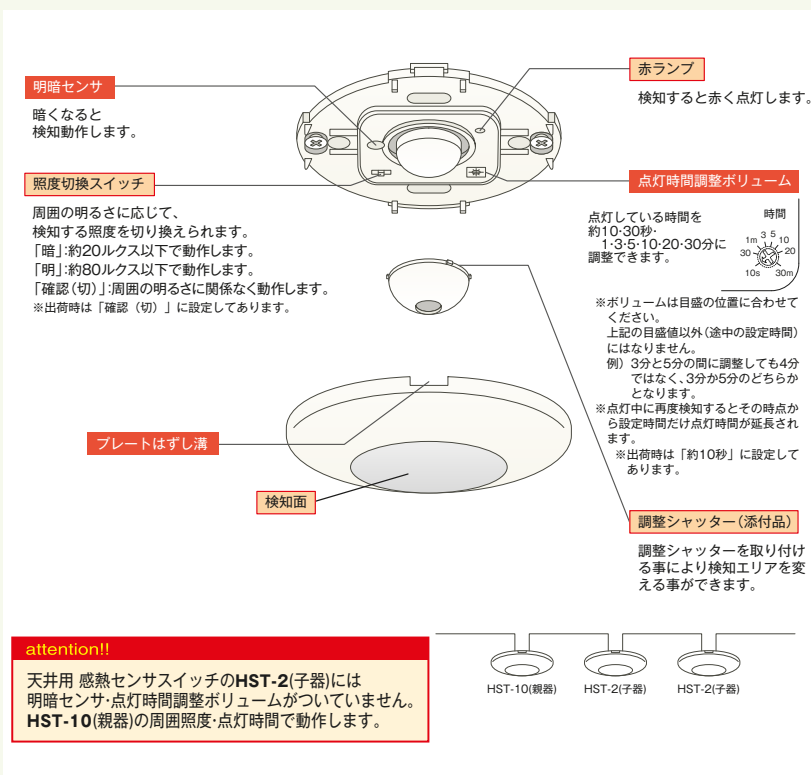 明暗センサ
暗くなると
検知動作します。
照度切換スイッチ
周囲の明るさに応じて、
検知する照度を切り換えられます。
「暗」:約20ルクス以下で動作します。
「明」:約80ルクス以下で動作します。
「確認(切)」:周囲の明るさに関係なく動作します。
※出荷時は「確認(切)」に設定してあります。
赤ランプ
検知すると赤く点灯します。
点灯時間調整ボリューム
点灯している時間を
約10·30秒·
1·3·5·10·20·30分に
調整できます。
時間
3 5
1m 10
30 20
10s 30m
※ボリュームは目盛の位置に合わせて
ください。
上記の目盛値以外(途中の設定時間)
にはなりません。
例) 3分と5分の間に調整しても4分
ではなく、3分か5分のどちらか
となります。
※点灯中に再度検知するとその時点か
ら設定時間だけ点灯時間が延長され
ます。
※出荷時は「約10秒」に設定して
あります。
プレートはずし溝
検知面
調整シャッター(添付品)
調整シャッターを取り付け
る事により検知エリアを変
える事ができます。
attention!!
天井用 感熱センサスイッチのHST-2(子器)には
明暗センサ·点灯時間調整ボリュームがついていません。
HST-10(親器)の周囲照度·点灯時間で動作します。
HST-10(親器) HST-2(子器) HST-2(子器)